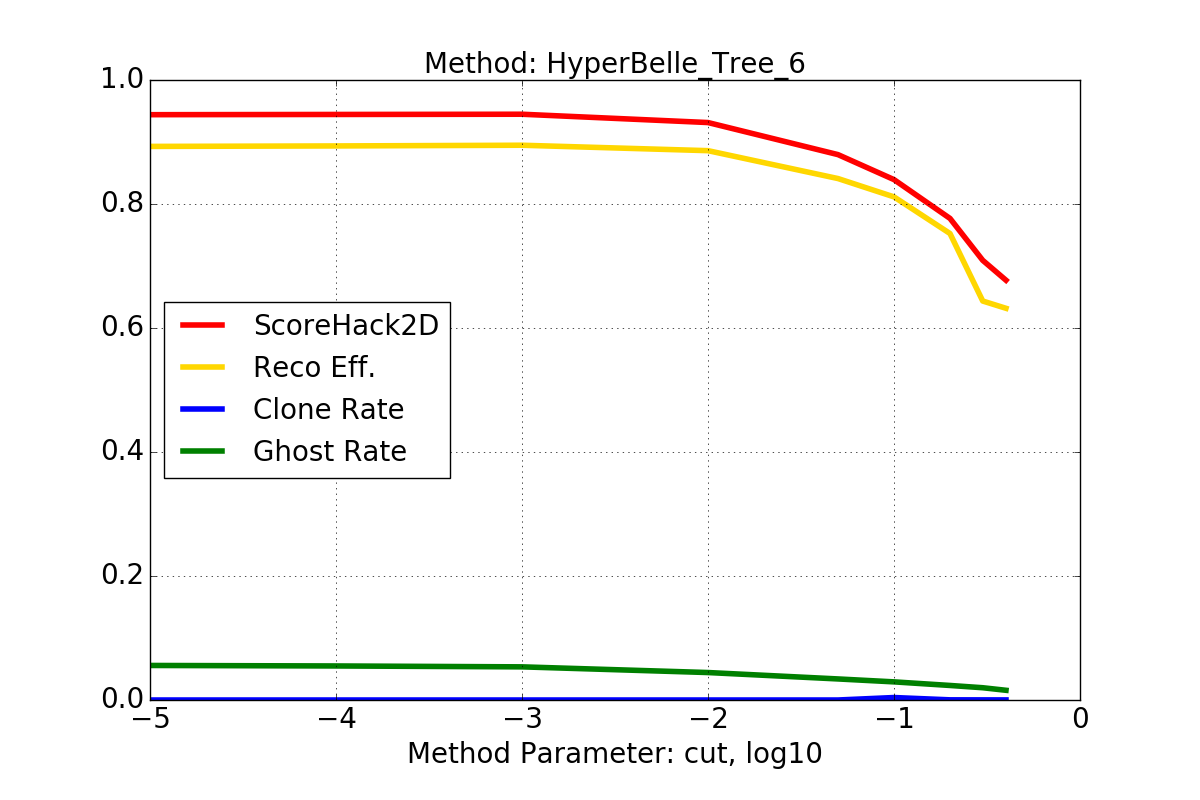 Method: HyperBelle_Tree_6
1.0
0.8
0.6
0.4
0.2
0.0
ScoreHack2D
Reco Eff.
Clone Rate
Ghost Rate
−5 −4 −3 −2 −1 0
Method Parameter: cut, log10